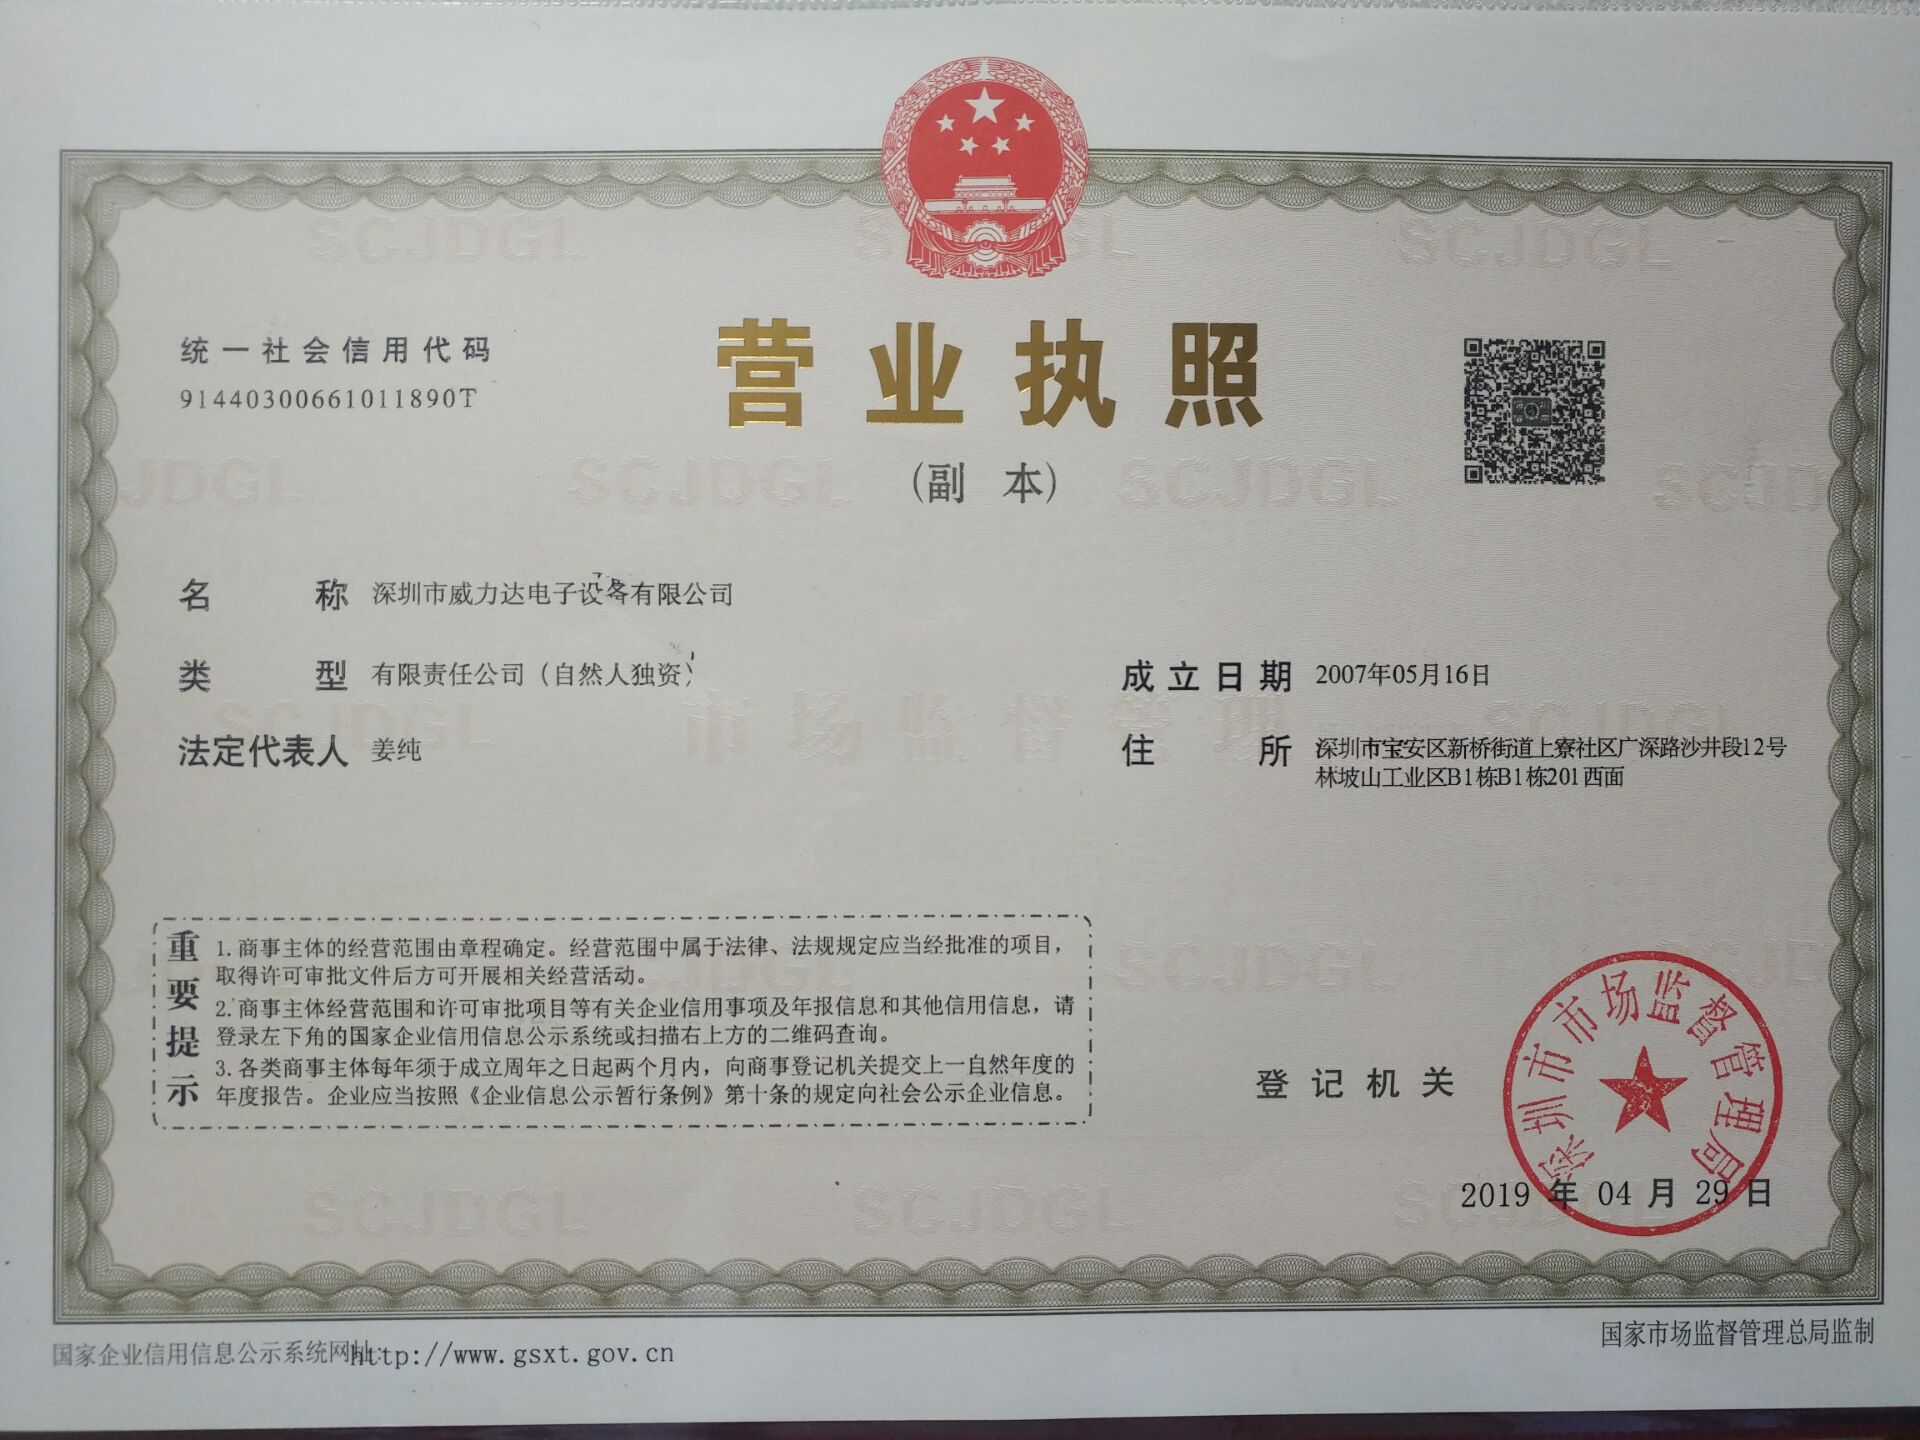 统一社会信用代码
91440300661011890T
营业执照
(副 本)
名 称 深圳市威力达电子设备有限公司
类 型 有限责任公司（自然人独资）
法定代表人 姜纯
成立日期 2007年05月16日
住 所 深圳市宝安区新桥街道上寮社区广深路沙井段12号
林坡山工业区B1栋B1栋201西面
重要提示
1.商事主体的经营范围由章程确定。经营范围中属于法律、法规规定应当经批准的项目，
取得许可审批文件后方可开展相关经营活动。
2.商事主体经营范围和许可审批项目等有关企业信用事项及年报信息和其他信用信息，请
登录左下角的国家企业信用信息公示系统或扫描右上方的二维码查询。
3.各类商事主体每年须于成立周年之日起两个月内，向商事登记机关提交上一自然年度的
年度报告。企业应当按照《企业信息公示暂行条例》第十条的规定向社会公示企业信息。
登记机关
深圳市市场监督管理局
2019 年 04 月 29 日
国家企业信用信息公示系统网址:http://www.gsxt.gov.cn
国家市场监督管理总局监制
SCJDGL
SCJDGL
SCJDGL
SCJDGL
市场监督管理